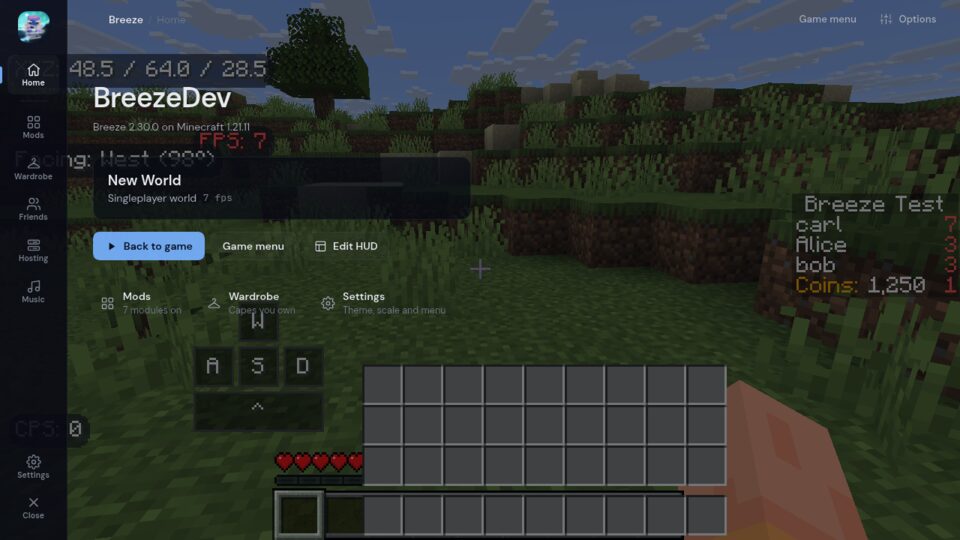 Breeze / Home
Game menu
Options
48.5 / 64.0 / 28.5
Home
BreezeDev
Breeze 2.30.0 on Minecraft 1.21.11
FPS: 7
Mods
Facing: West (90°)
Wardrobe
New World
Singleplayer world 7 fps
Friends
Breeze Test
carl 7
Alice 3
bob 3
Coins: 1,250 1
Back to game
Game menu
Edit HUD
Hosting
Music
Mods
7 modules on
Wardrobe
Capes you own
Settings
Theme, scale and menu
W
A
S
D
^
CPS: 0
Settings
Close